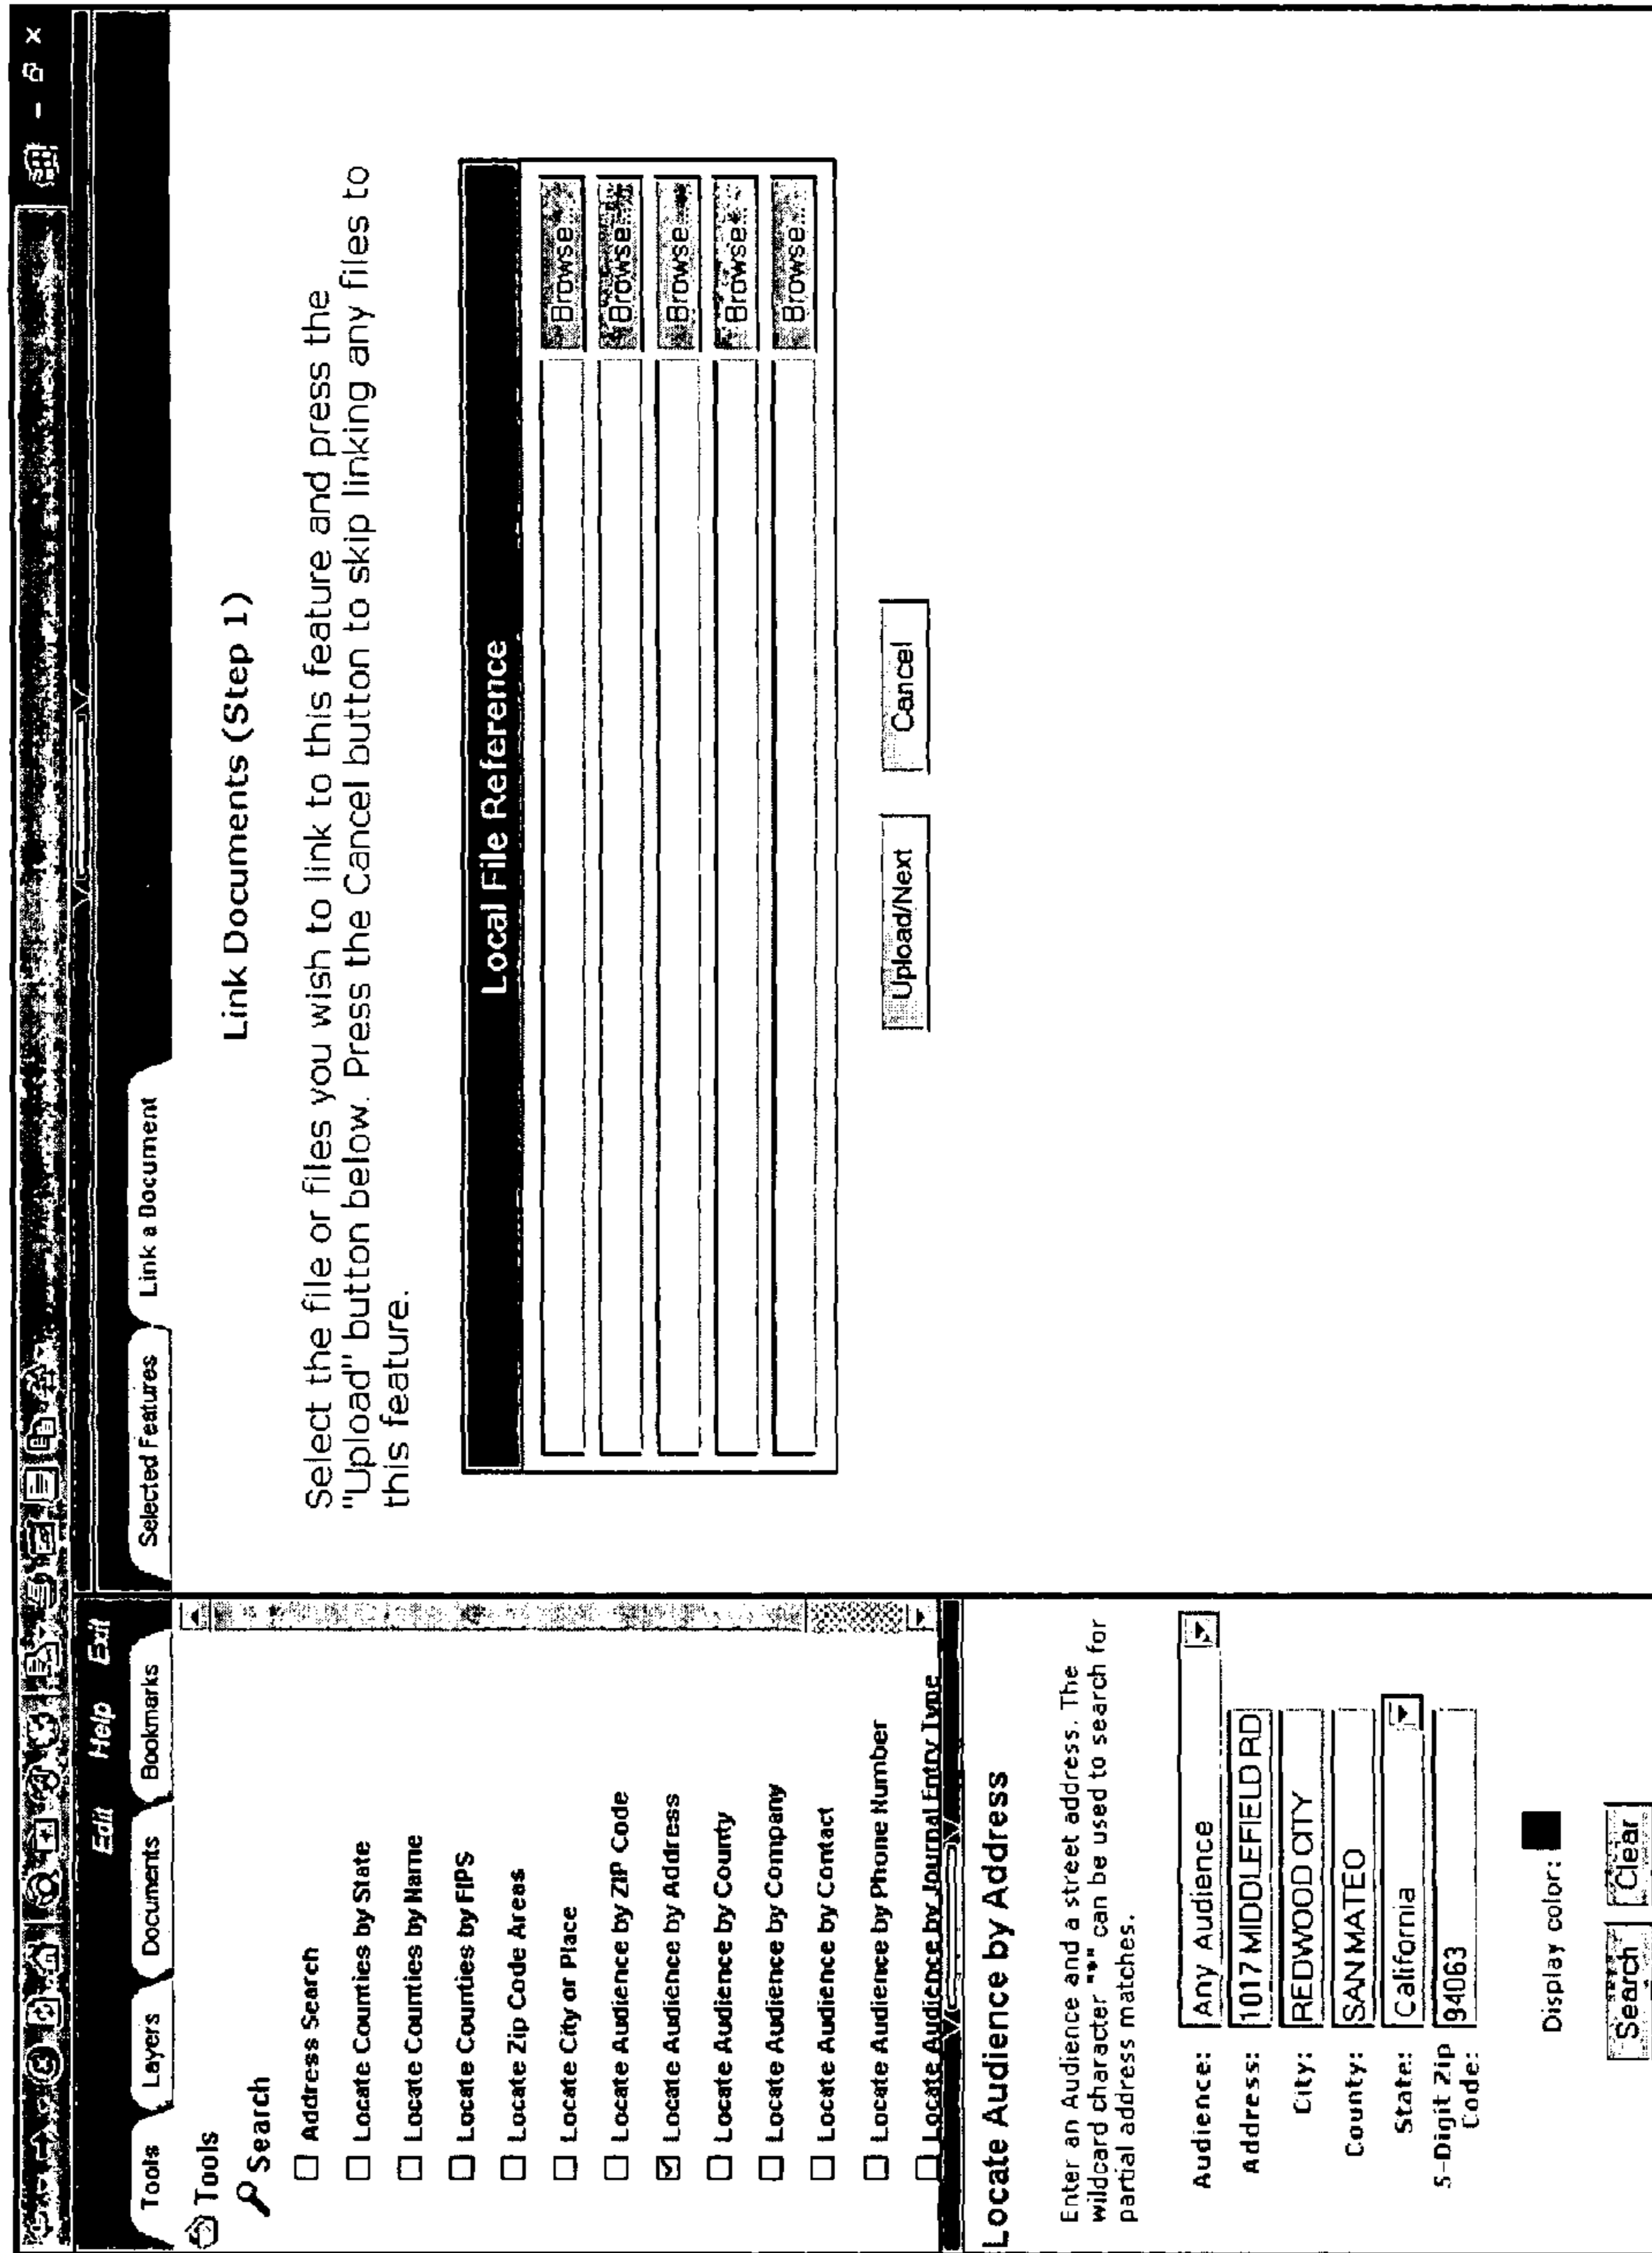 Edit Help Exit
Tools Layers Documents Bookmarks
Tools
Search
Address Search
Locate Counties by State
Locate Counties by Name
Locate Counties by FIPS
Locate Zip Code Areas
Locate City or Place
Locate Audience by ZIP Code
Locate Audience by Address
Locate Audience by County
Locate Audience by Company
Locate Audience by Contact
Locate Audience by Phone Number
Locate Audience by Journal Entry Type
Locate Audience by Address
Enter an Audience and a street address. The
wildcard character "*" can be used to search for
partial address matches.
Audience: Any Audience
Address: 1017 MIDDLEFIELD RD
City: REDWOOD CITY
County: SAN MATEO
State: California
5-Digit Zip
Code: 94063
Display color:
Search Clear
Selected Features Link a Document
Link Documents (Step 1)
Select the file or files you wish to link to this feature and press the
"Upload" button below. Press the Cancel button to skip linking any files to
this feature.
Local File Reference
Browse...
Browse...
Browse...
Browse...
Browse...
Upload/Next Cancel